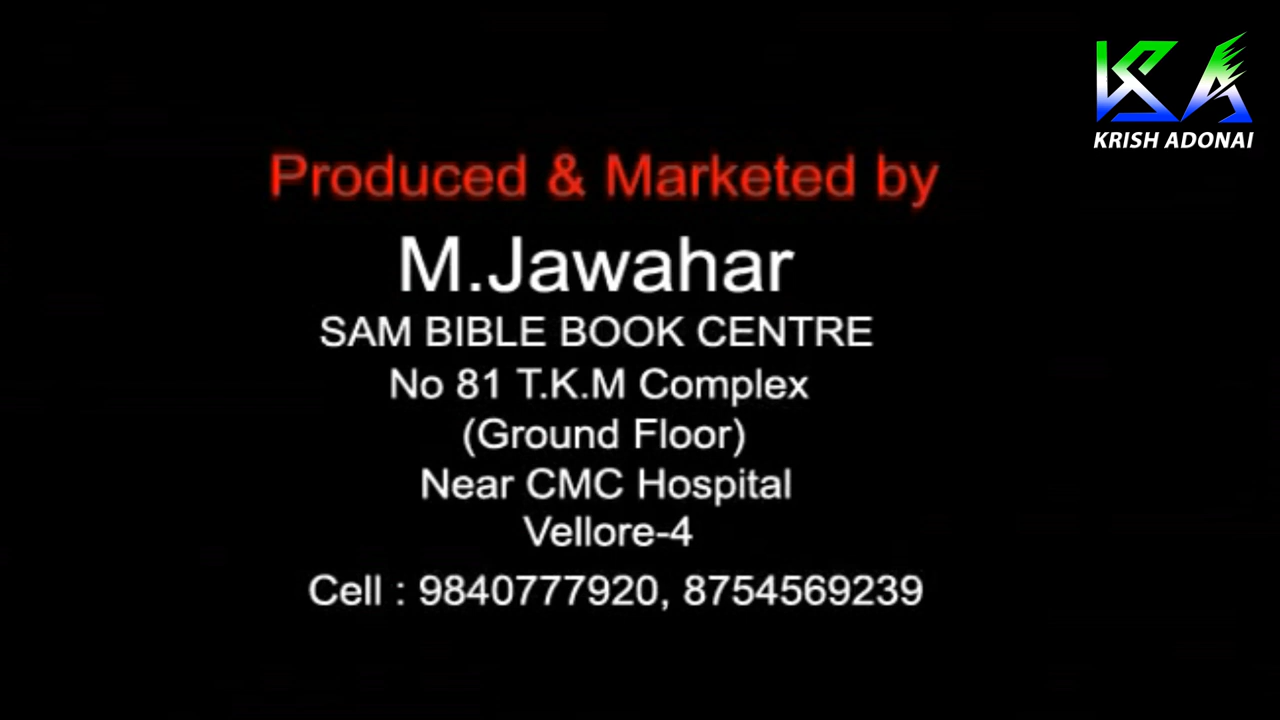 KRISH ADONAI
Produced & Marketed by
M.Jawahar
SAM BIBLE BOOK CENTRE
No 81 T.K.M Complex
(Ground Floor)
Near CMC Hospital
Vellore-4
Cell : 9840777920, 8754569239